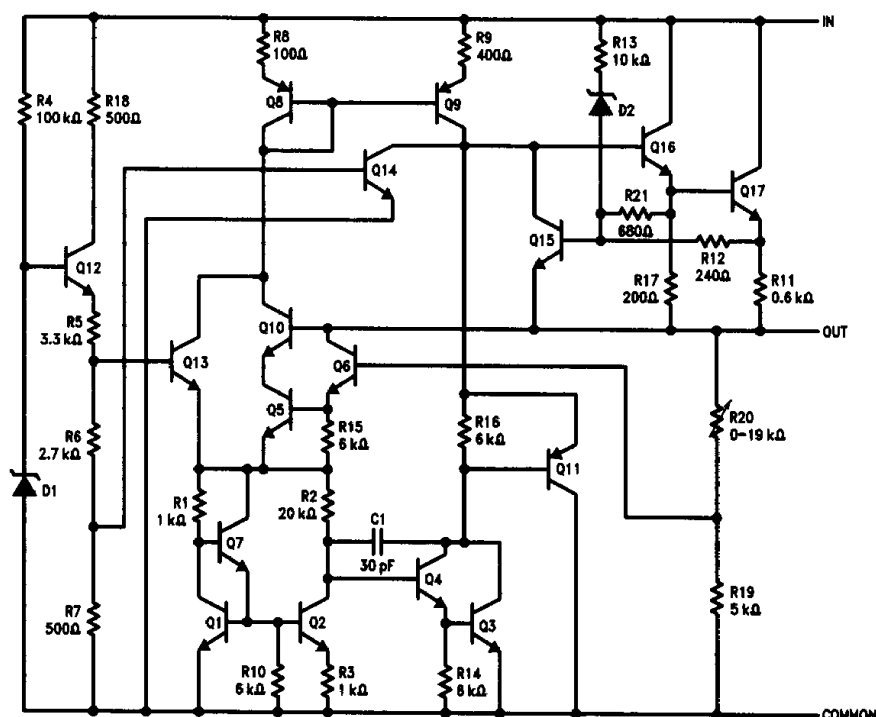 IN
R8
100Ω
R9
400Ω
R13
10 kΩ
R4
100 kΩ
R18
500Ω
Q8
Q9
D2
Q16
Q14
Q17
R21
680Ω
Q15
R12
240Ω
Q12
R17
200Ω
R11
0.6 kΩ
R5
3.3 kΩ
Q10
OUT
Q13
Q6
Q5
R20
0-19 kΩ
R15
6 kΩ
R16
6 kΩ
R6
2.7 kΩ
Q11
D1
R1
1 kΩ
R2
20 kΩ
C1
30 pF
Q7
Q4
R19
5 kΩ
R7
500Ω
Q1
Q2
Q3
R10
6 kΩ
R3
1 kΩ
R14
6 kΩ
COMMON